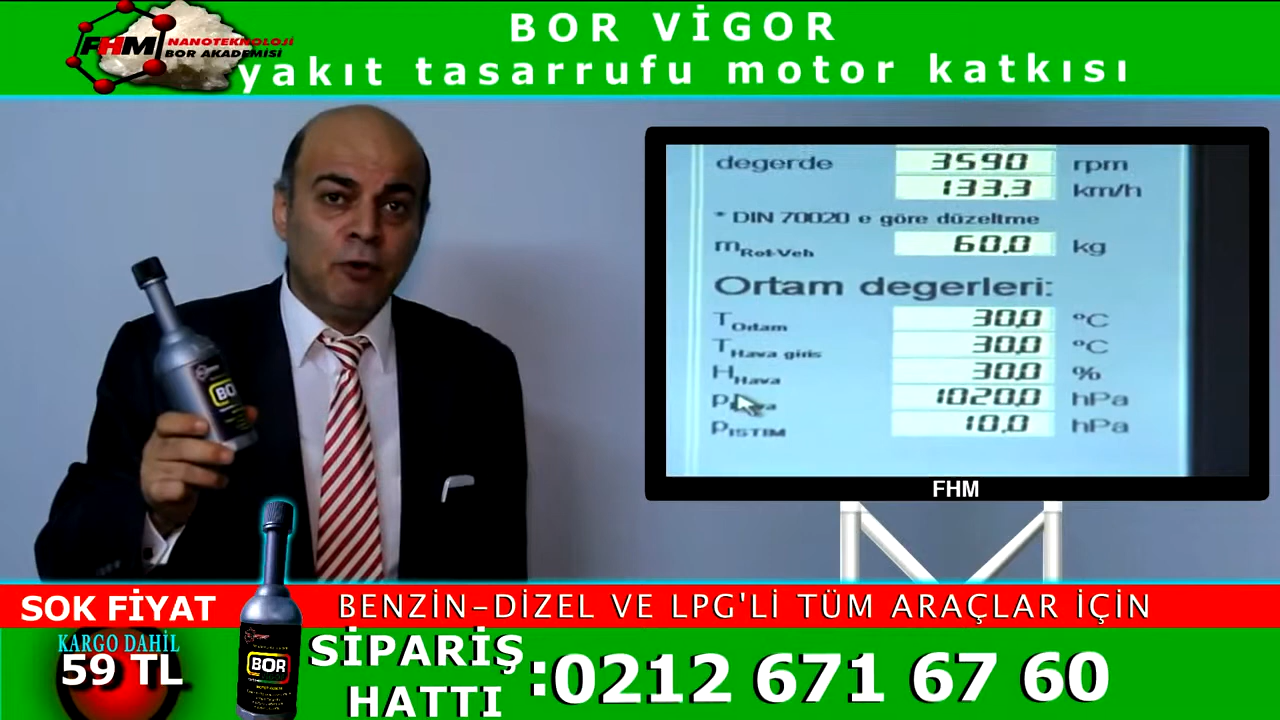 BOR VİGOR
yakıt tasarrufu motor katkısı
FHM NANOTEKNOLOJİ
BOR AKADEMİSİ
degerde 3590 rpm
133,3 km/h
* DIN 70020 e göre düzeltme
mRot-Veh 60,0 kg
Ortam degerleri:
TOrtam 30,0 °C
THava giris 30,0 °C
HHava 30,0 %
1020,0 hPa
PISTIM 10,0 hPa
FHM
BOR
SOK FİYAT
BENZİN-DİZEL VE LPG'Lİ TÜM ARAÇLAR İÇİN
KARGO DAHİL
59 TL
BOR
SİPARİŞ
HATTI :0212 671 67 60